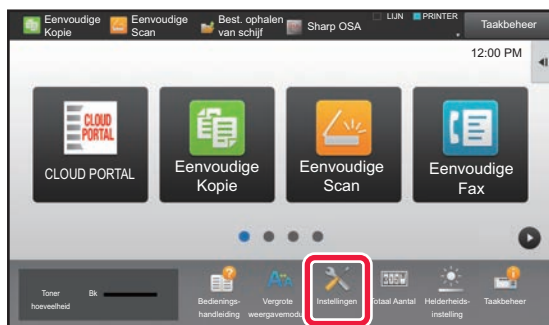 Eenvoudige
Kopie
Eenvoudige
Scan
Best. ophalen
van schijf
Sharp OSA
LIJN
PRINTER
Taakbeheer
12:00 PM
CLOUD
PORTAL
CLOUD PORTAL
Eenvoudige
Kopie
Eenvoudige
Scan
Eenvoudige
Fax
Toner
hoeveelheid
Bk
Bedienings-
handleiding
Vergrote
weergavemodus
Instellingen
Totaal Aantal
Helderheids-
instelling
Taakbeheer